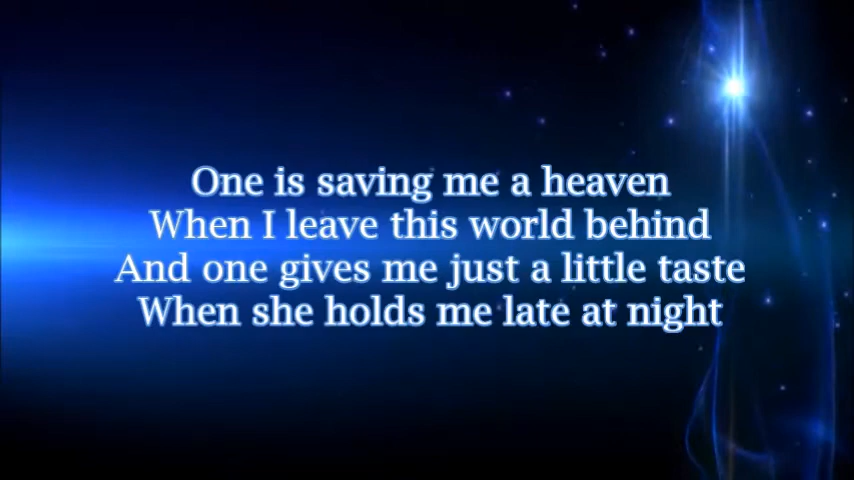 One is saving me a heaven
When I leave this world behind
And one gives me just a little taste
When she holds me late at night